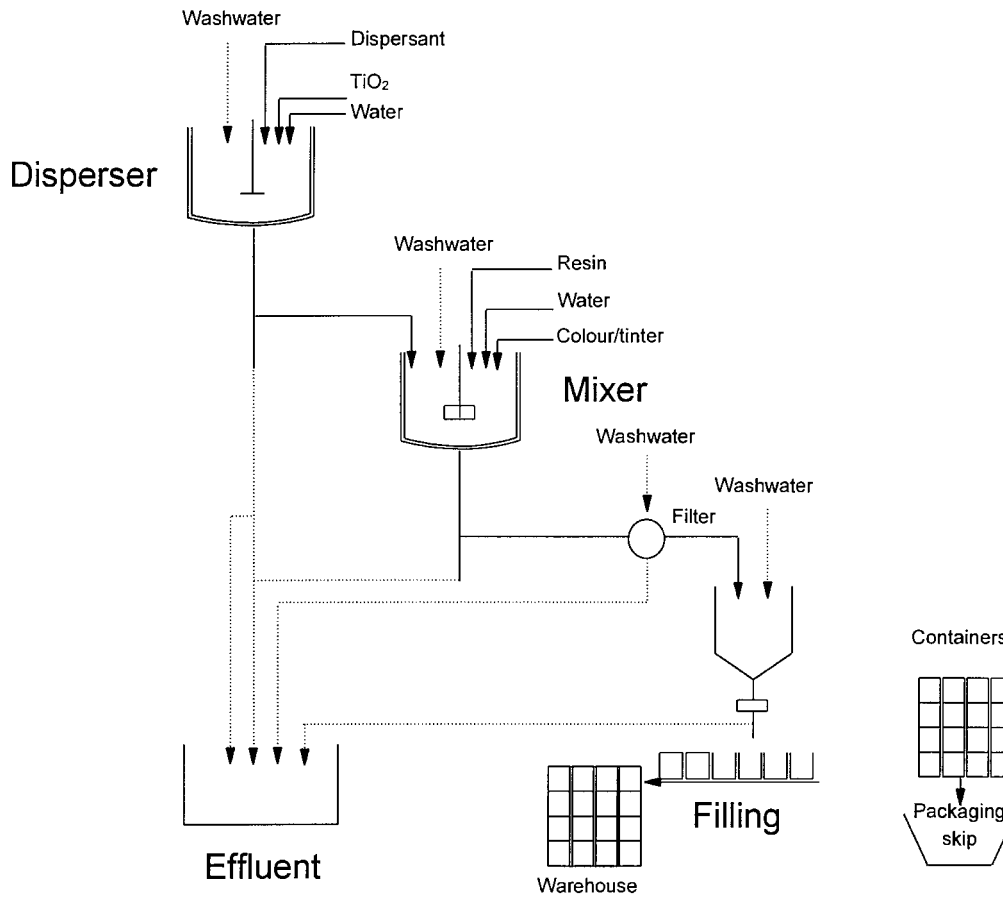 Washwater
Dispersant
TiO₂
Water
Disperser
Washwater
Resin
Water
Colour/tinter
Mixer
Washwater
Washwater
Filter
Containers
Packaging
skip
Filling
Effluent
Warehouse